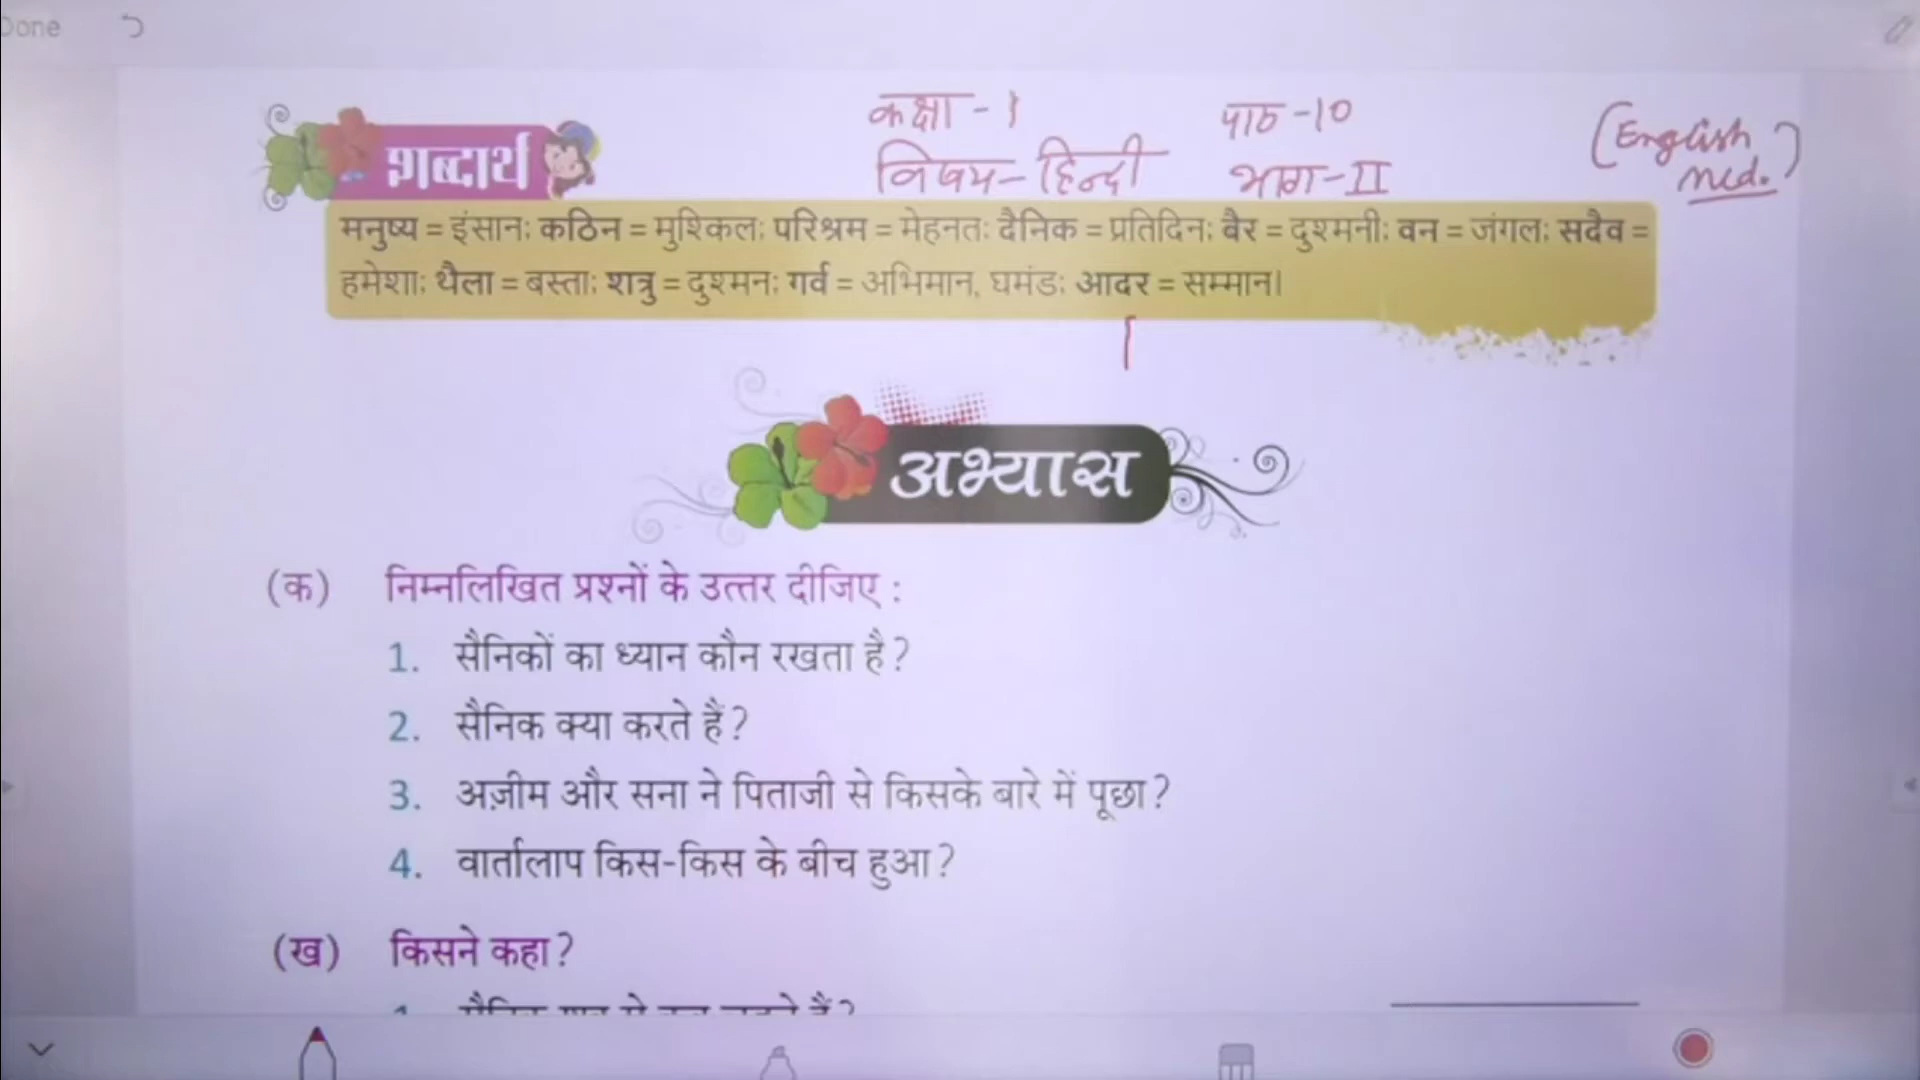 Done
कक्षा - 1
पाठ - 10
(English Med.)
विषय - हिन्दी
भाग - II
शब्दार्थ
मनुष्य = इंसान; कठिन = मुश्किल; परिश्रम = मेहनत; दैनिक = प्रतिदिन; वैर = दुश्मनी; वन = जंगल; सदैव =
हमेशा; थैला = बस्ता; शत्रु = दुश्मन; गर्व = अभिमान, घमंड; आदर = सम्मान।
अभ्यास
(क) निम्नलिखित प्रश्नों के उत्तर दीजिए :
1. सैनिकों का ध्यान कौन रखता है?
2. सैनिक क्या करते हैं?
3. अज़ीम और सना ने पिताजी से किसके बारे में पूछा?
4. वार्तालाप किस-किस के बीच हुआ?
(ख) किसने कहा?